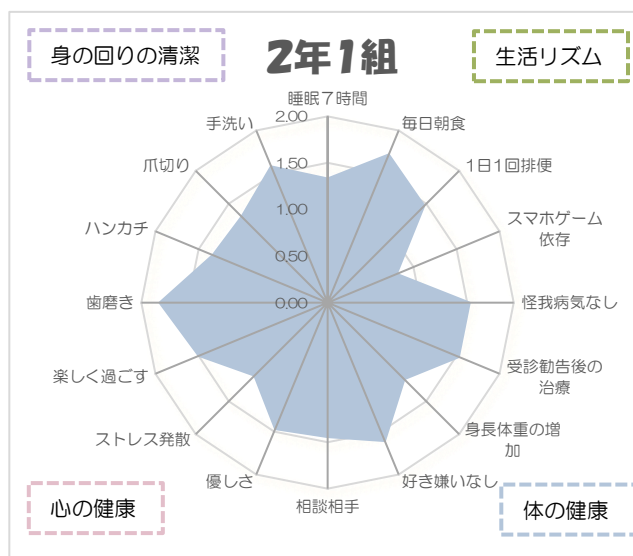 身の回りの清潔
2年1組
生活リズム
睡眠7時間
手洗い
2.00
毎日朝食
爪切り
1.50
1日1回排便
ハンカチ
1.00
スマホゲーム
依存
0.50
歯磨き
0.00
怪我病気なし
楽しく過ごす
受診勧告後の
治療
ストレス発散
身長体重の増
加
優しさ
相談相手
好き嫌いなし
心の健康
体の健康